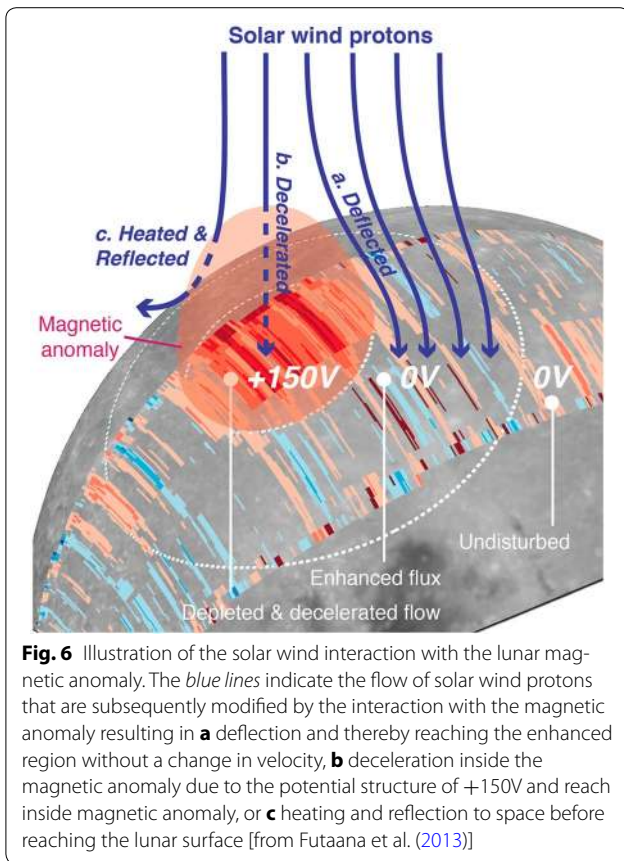 Solar wind protons
b. Decelerated
a. Deflected
c. Heated &
Reflected
Magnetic
anomaly
+150V
0V
0V
Undisturbed
Enhanced flux
Depleted & decelerated flow
Fig. 6 Illustration of the solar wind interaction with the lunar mag-
netic anomaly. The blue lines indicate the flow of solar wind protons
that are subsequently modified by the interaction with the magnetic
anomaly resulting in a deflection and thereby reaching the enhanced
region without a change in velocity, b deceleration inside the
magnetic anomaly due to the potential structure of +150V and reach
inside magnetic anomaly, or c heating and reflection to space before
reaching the lunar surface [from Futaana et al. (2013)]